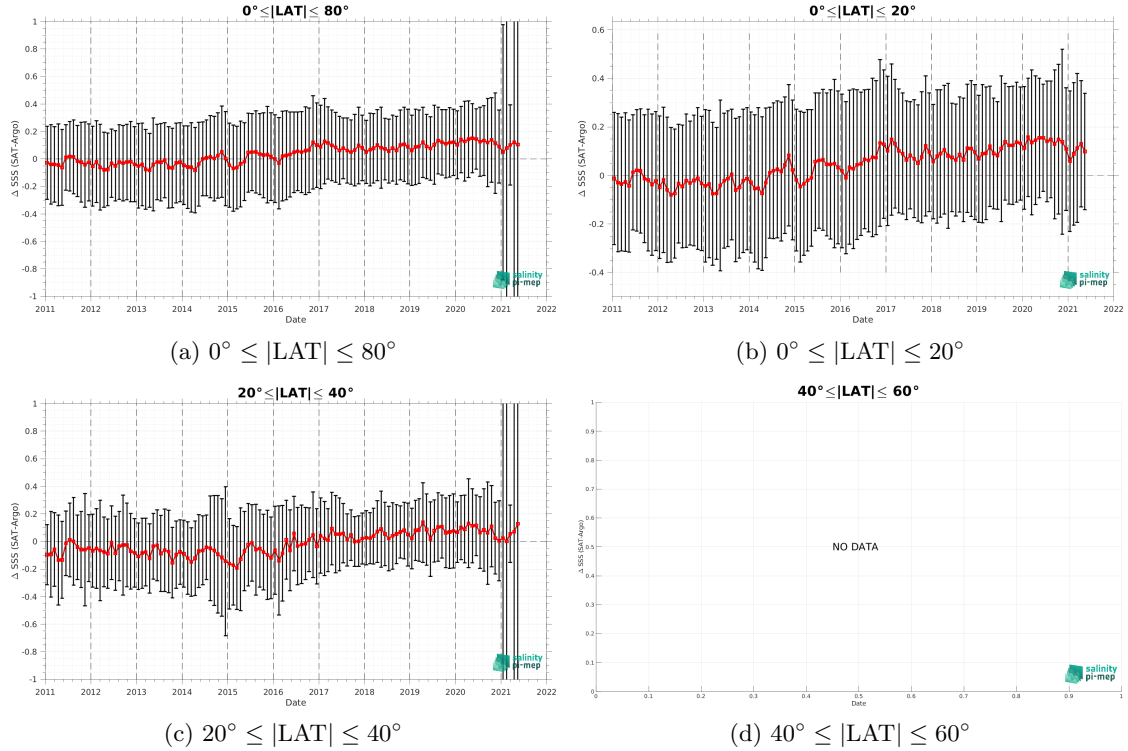 0°≤|LAT|≤ 80°
Δ SSS (SAT-Argo)
1
0.8
0.6
0.4
0.2
0
-0.2
-0.4
-0.6
-0.8
-1
2011 2012 2013 2014 2015 2016 2017 2018 2019 2020 2021 2022
Date
salinity
pi-mep
(a) 0° ≤ |LAT| ≤ 80°
0°≤|LAT|≤ 20°
Δ SSS (SAT-Argo)
0.6
0.4
0.2
0
-0.2
-0.4
2011 2012 2013 2014 2015 2016 2017 2018 2019 2020 2021 2022
Date
salinity
pi-mep
(b) 0° ≤ |LAT| ≤ 20°
20°≤|LAT|≤ 40°
Δ SSS (SAT-Argo)
1
0.8
0.6
0.4
0.2
0
-0.2
-0.4
-0.6
-0.8
-1
2011 2012 2013 2014 2015 2016 2017 2018 2019 2020 2021 2022
Date
salinity
pi-mep
(c) 20° ≤ |LAT| ≤ 40°
40°≤|LAT|≤ 60°
Δ SSS (SAT-Argo)
1
0.9
0.8
0.7
0.6
0.5
0.4
0.3
0.2
0.1
0
NO DATA
0 0.1 0.2 0.3 0.4 0.5 0.6 0.7 0.8 0.9 1
Date
salinity
pi-mep
(d) 40° ≤ |LAT| ≤ 60°